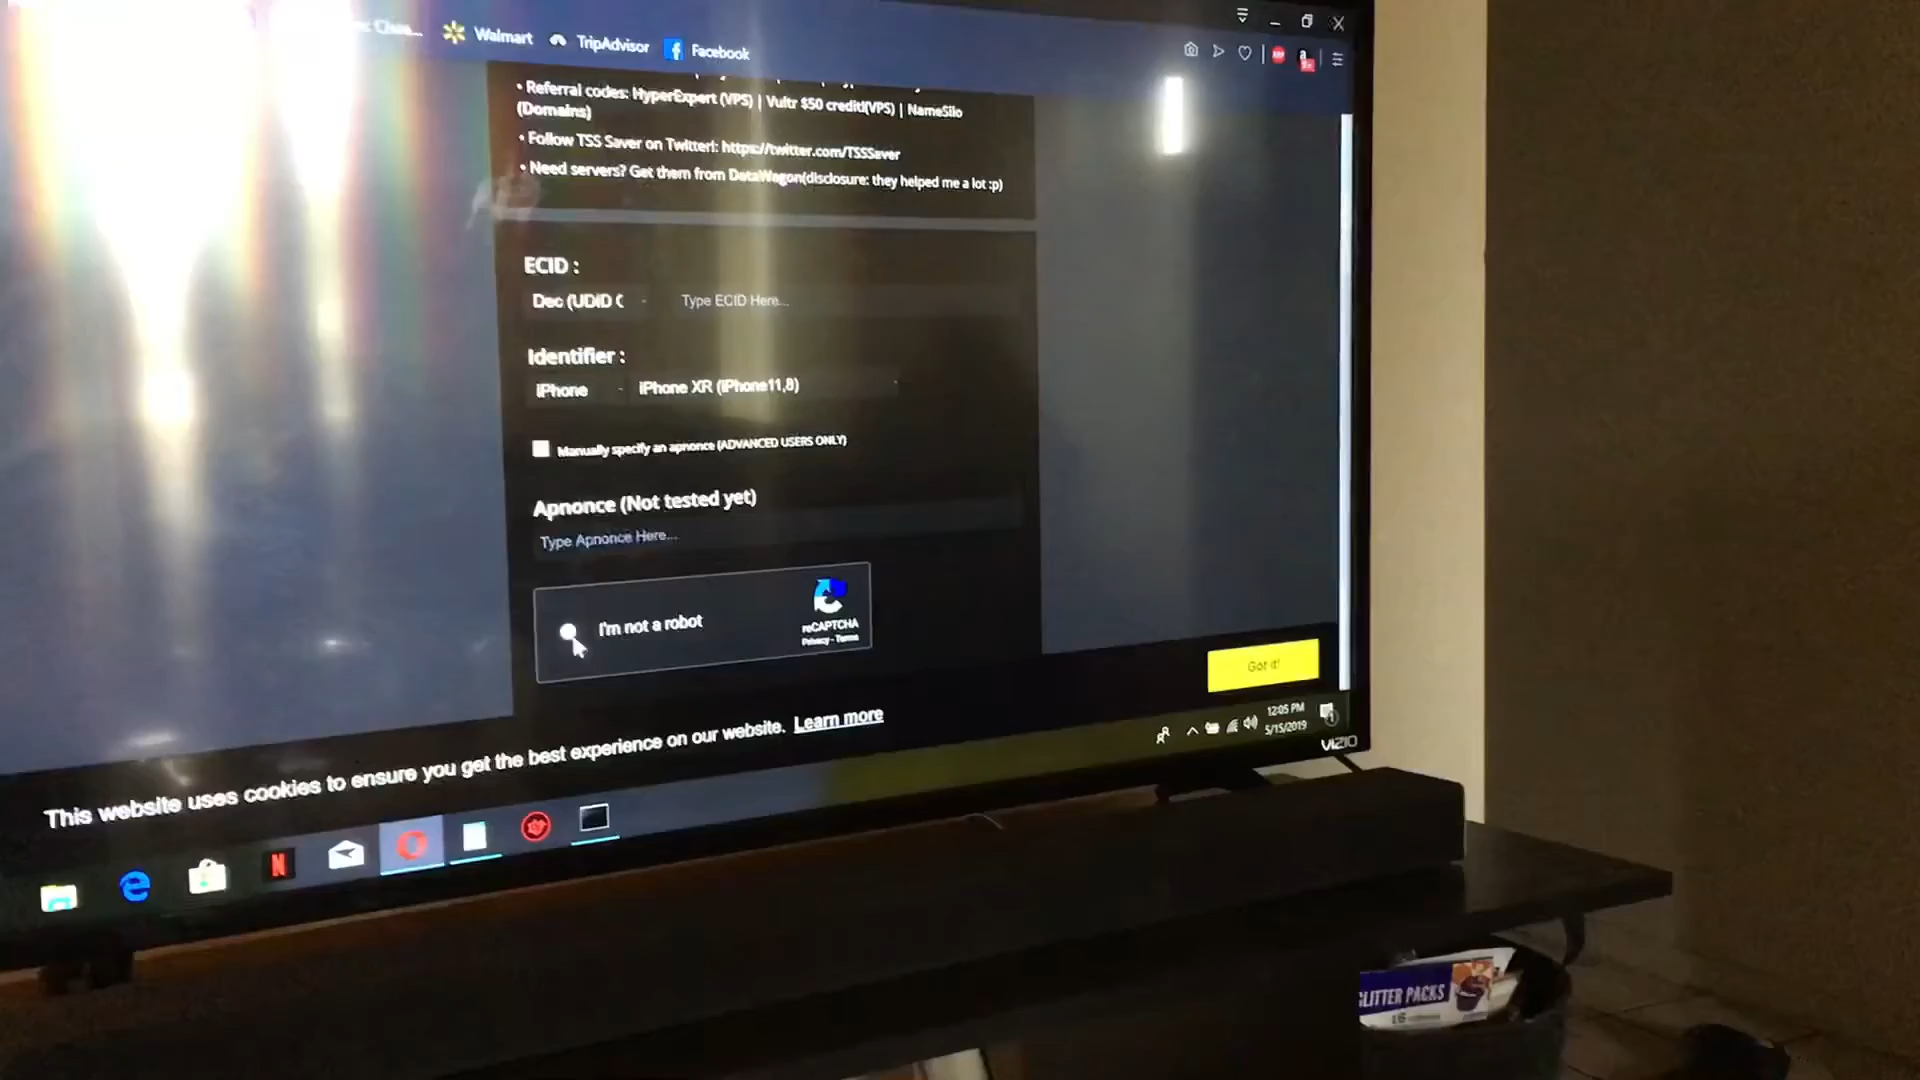 Walmart TripAdvisor Facebook
• Referral codes: HyperExpert (VPS) | Vultr $50 credit!(VPS) | NameSilo
(Domains)
• Follow TSS Saver on Twitter!: https://twitter.com/TSSSaver
• Need servers? Get them from DataWagon(disclosure: they helped me a lot :p)
ECID :
Dec (UDID Type ECID Here...
Identifier :
iPhone iPhone XR (iPhone11,8)
Manually specify an apnonce (ADVANCED USERS ONLY)
Apnonce (Not tested yet)
Type Apnonce Here...
I'm not a robot
reCAPTCHA
Privacy - Terms
Got it!
This website uses cookies to ensure you get the best experience on our website. Learn more
12:05 PM
5/15/2019
VIZIO
GLITTER PACKS